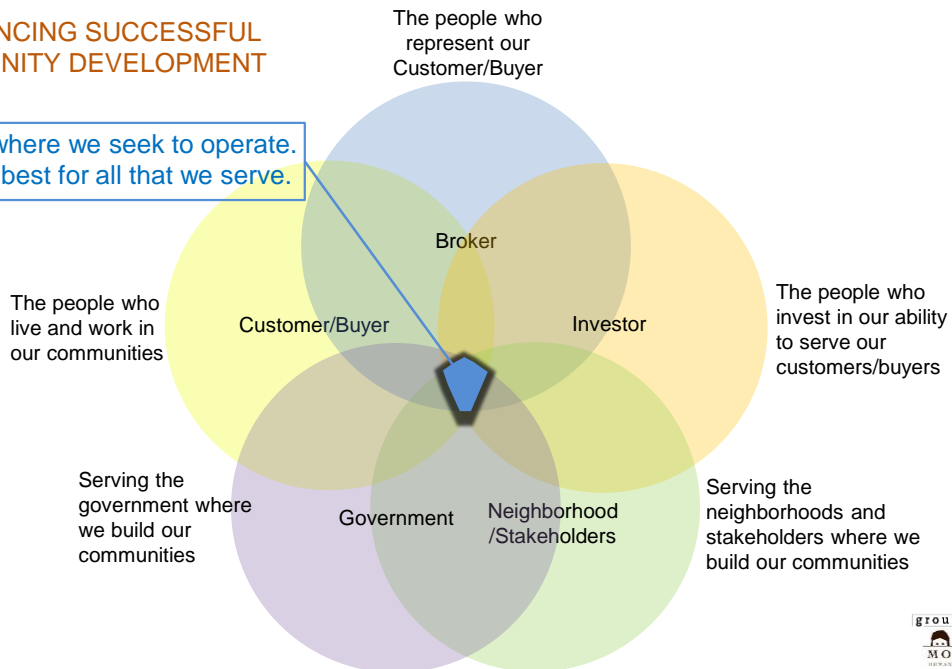 NCING SUCCESSFUL
NITY DEVELOPMENT
The people who
represent our
Customer/Buyer
where we seek to operate.
best for all that we serve.
Broker
The people who
live and work in
our communities
Customer/Buyer
Investor
The people who
invest in our ability
to serve our
customers/buyers
Serving the
government where
we build our
communities
Government
Neighborhood
/Stakeholders
Serving the
neighborhoods and
stakeholders where we
build our communities
grou
MO